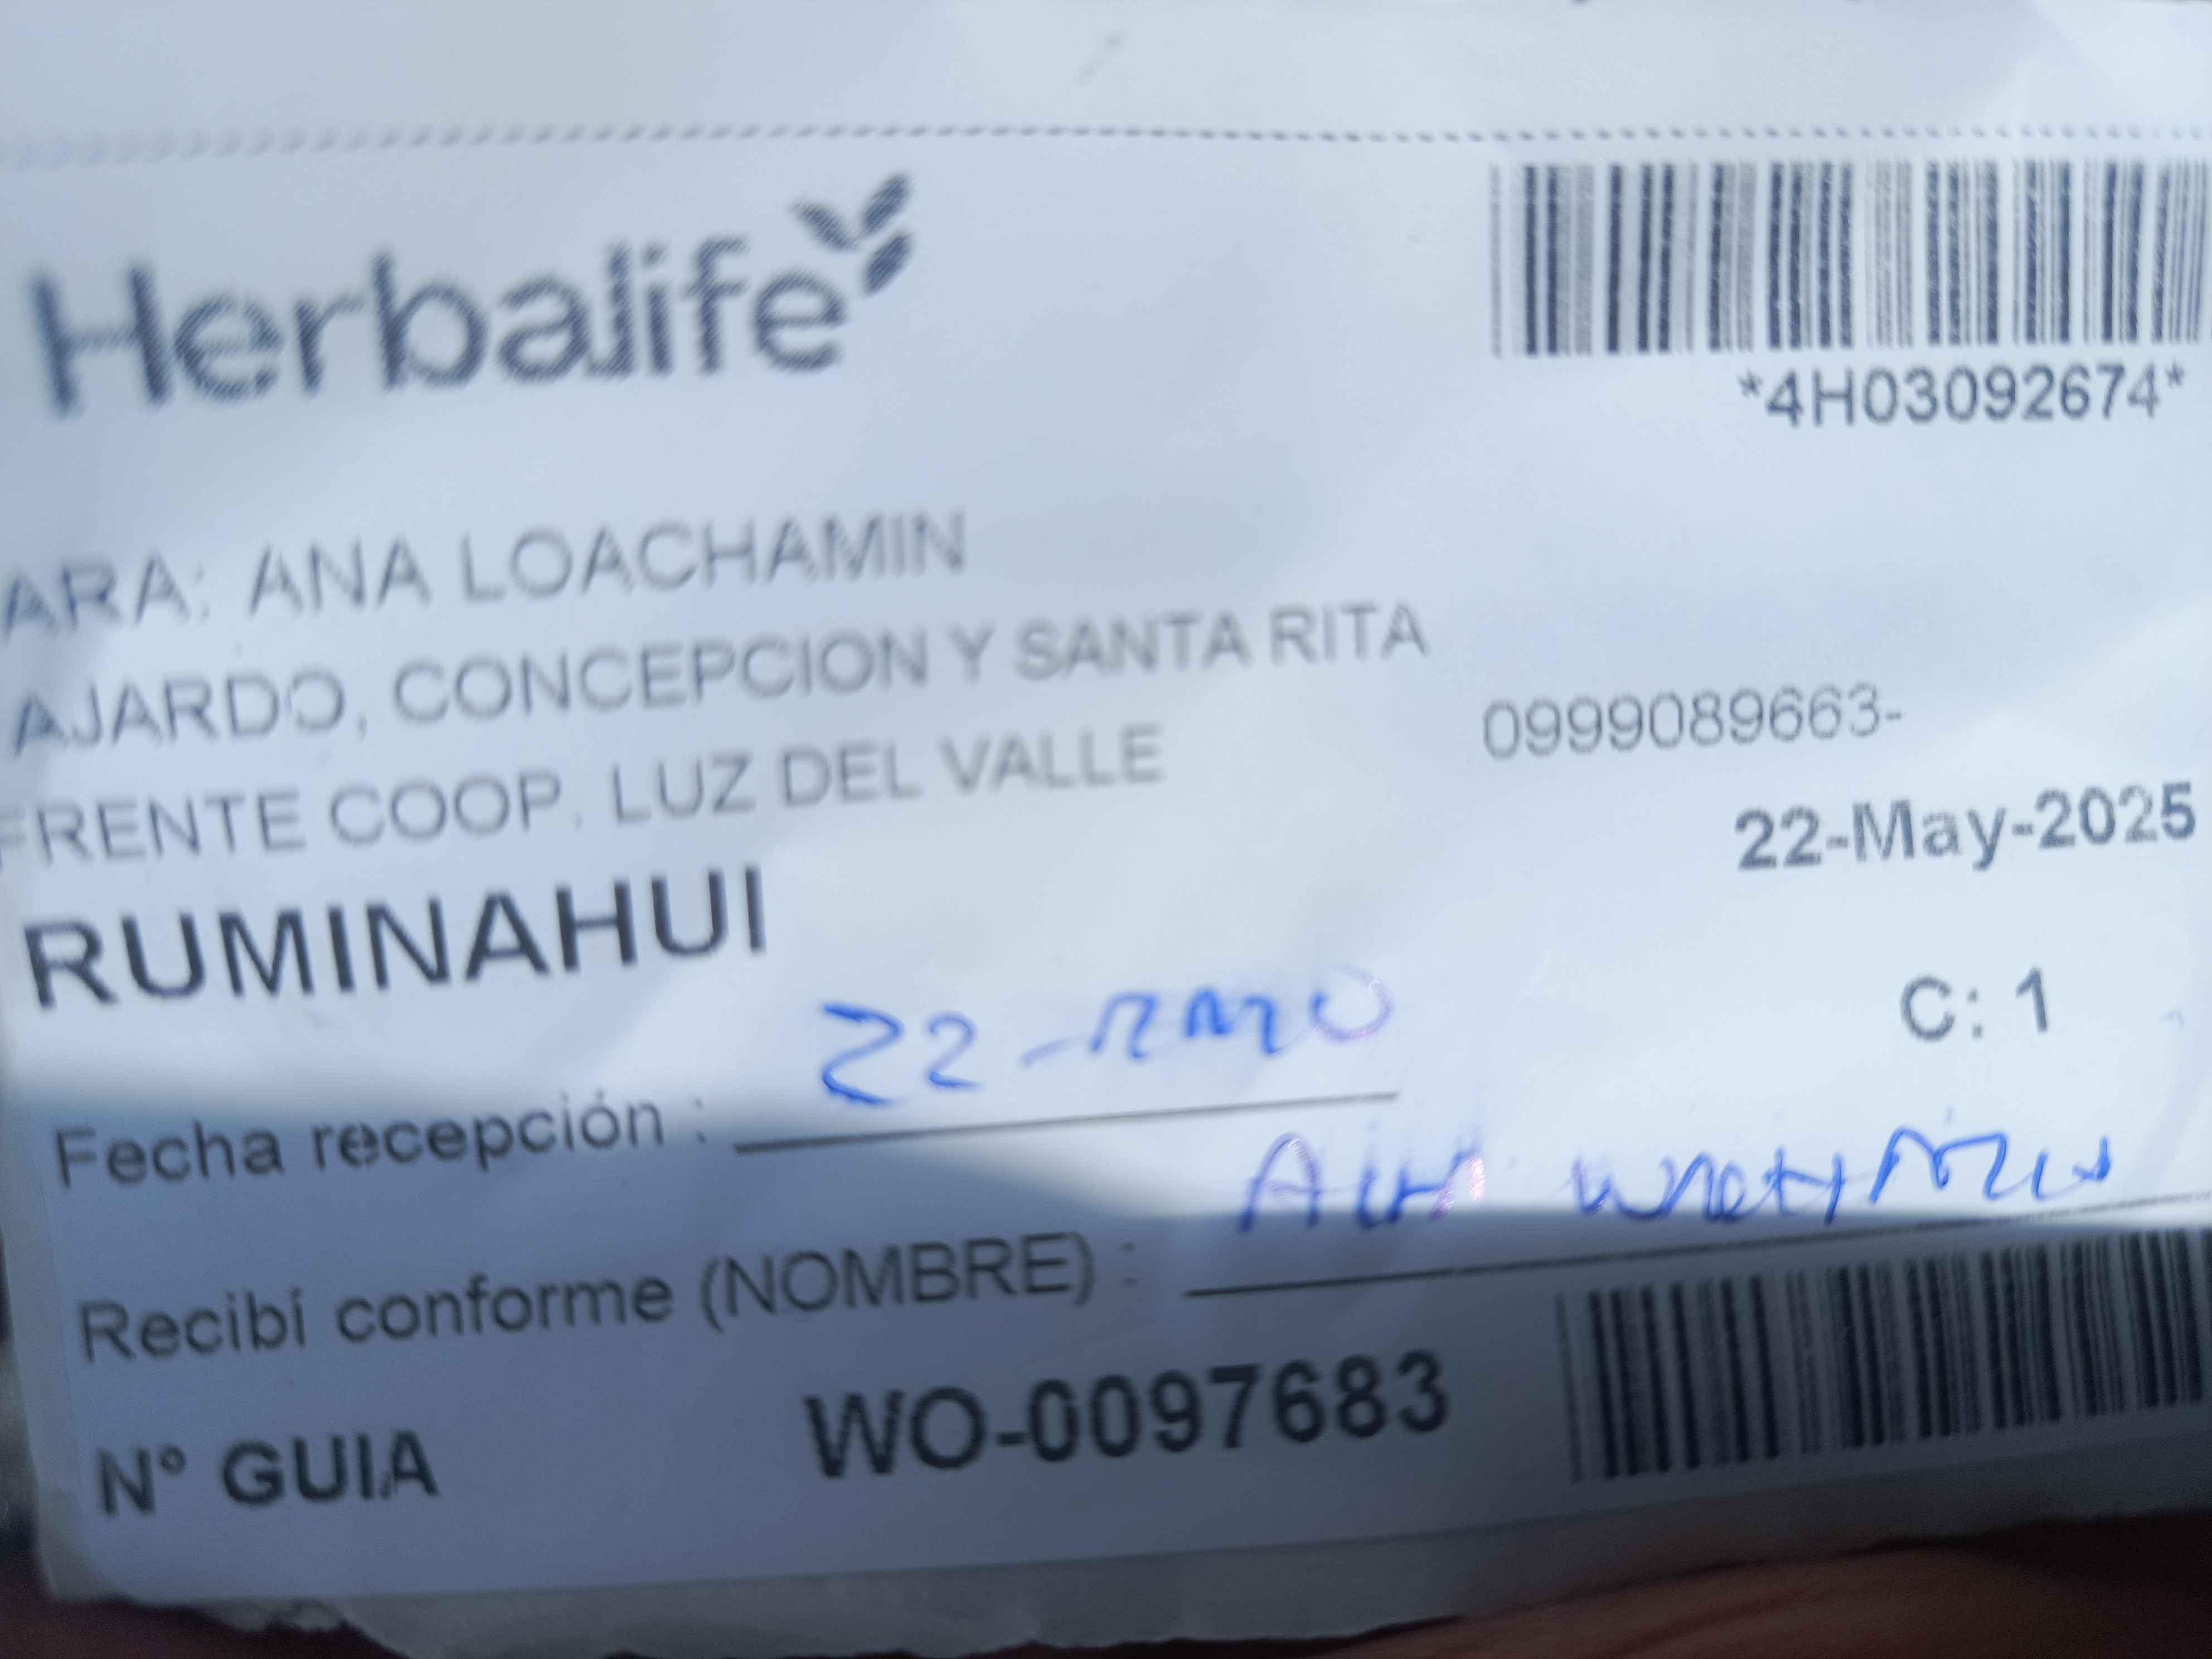 Herbalife
*4H03092674*
ARA: ANA LOACHAMIN
AJARDO, CONCEPCION Y SANTA RITA
0999089663-
FRENTE COOP. LUZ DEL VALLE
22-May-2025
RUMINAHUI
C: 1
Fecha recepción : 22-
Recibí conforme (NOMBRE) :
N° GUIA WO-0097683